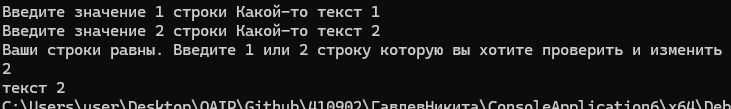 Введите значение 1 строки Какой-то текст 1
Введите значение 2 строки Какой-то текст 2
Ваши строки равны. Введите 1 или 2 строку которую вы хотите проверить и изменить
2
текст 2
C:\Users\user\Desktop\OAIP\Github\410902\ГавлевНикита\ConsoleApplication6\x64\Deb